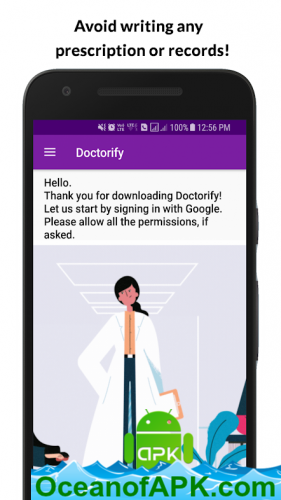 Avoid writing any
prescription or records!
100% 12:56 PM
Doctorify
Hello.
Thank you for downloading Doctorify!
Let us start by signing in with Google.
Please allow all the permissions, if
asked.
APK
OceanofAPK.com